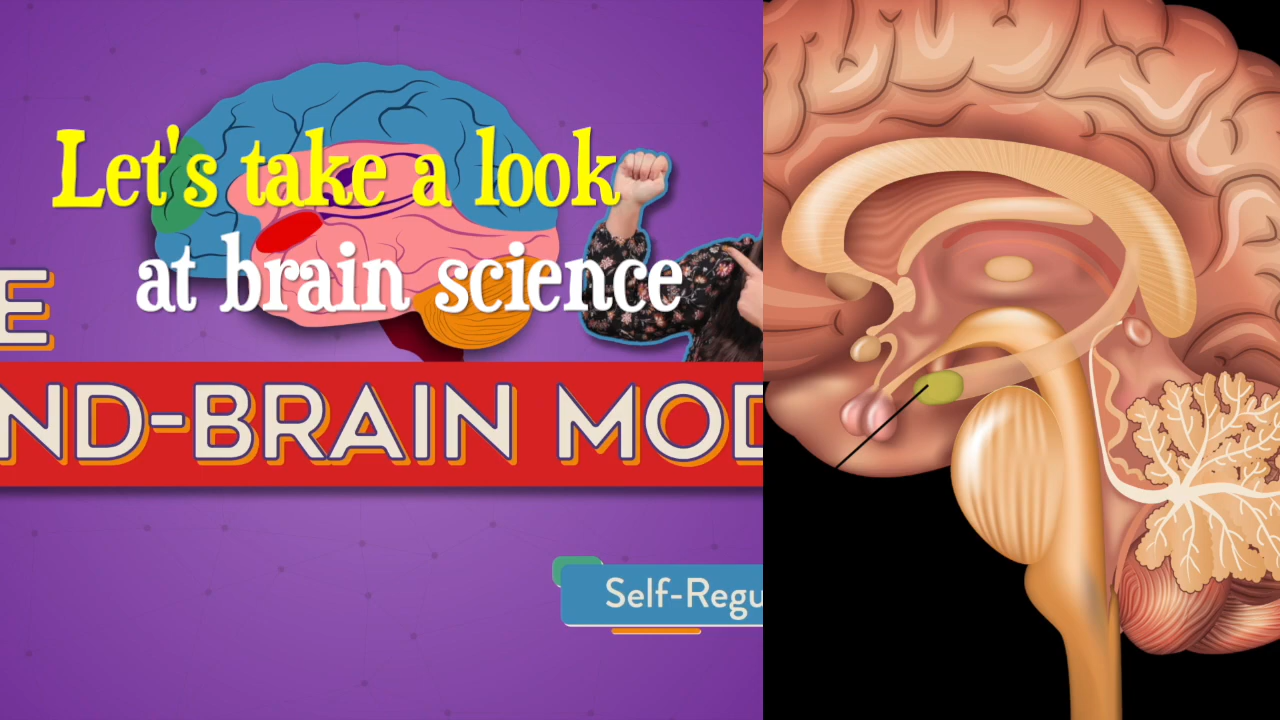 Let's take a look
at brain science
E
ND-BRAIN MOD
Self-Regu